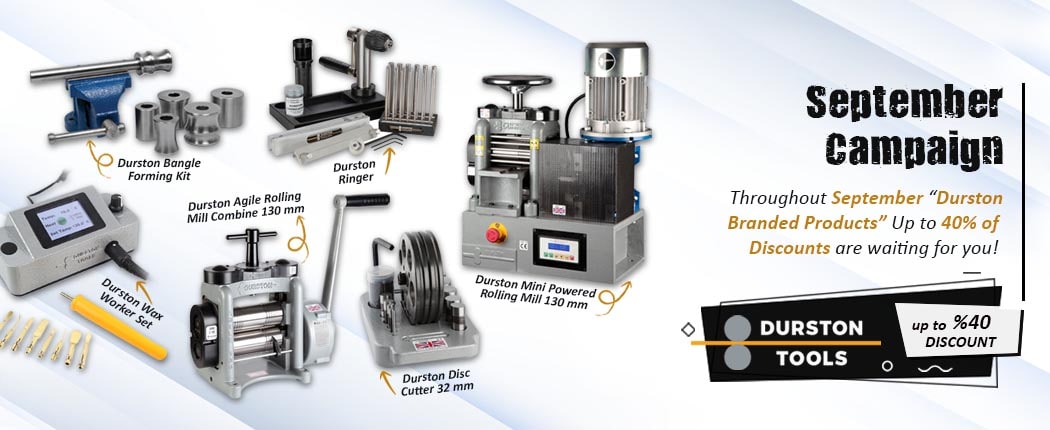 September
Campaign
Throughout September “Durston
Branded Products” Up to 40% of
Discounts are waiting for you!
DURSTON
TOOLS
up to %40
DISCOUNT
Durston Bangle
Forming Kit
Durston
Ringer
Durston Agile Rolling
Mill Combine 130 mm
Durston Mini Powered
Rolling Mill 130 mm
Durston Wax
Worker Set
Durston Disc
Cutter 32 mm
DURSTON